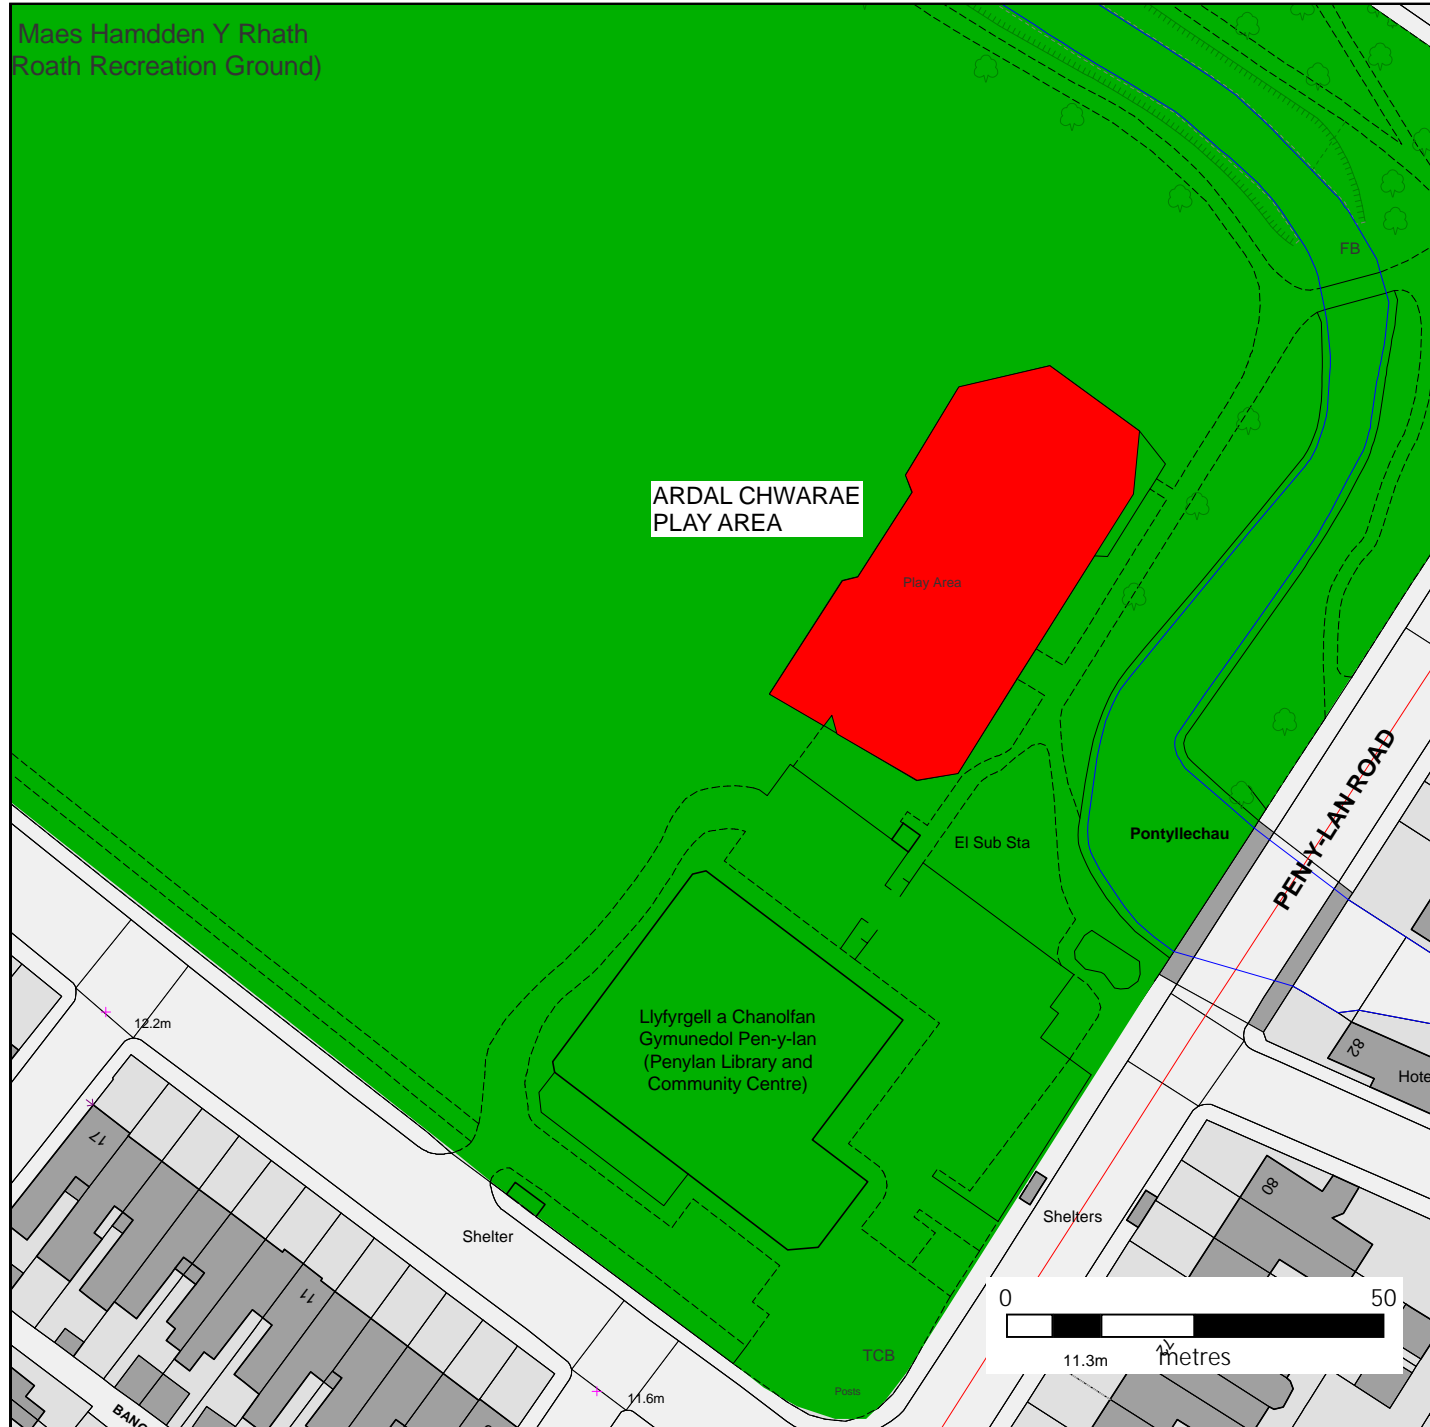 Maes Hamdden Y Rhath
Roath Recreation Ground)
FB
ARDAL CHWARAE
PLAY AREA
Play Area
PEN-Y-LAN ROAD
El Sub Sta
Pontyllechau
Llyfyrgell a Chanolfan
Gymunedol Pen-y-lan
(Penylan Library and
Community Centre)
12.2m
82
Hote
17
80
Shelters
Shelter
11
0 50
72
11.3m
metres
TCB
Posts
11.6m
BANG